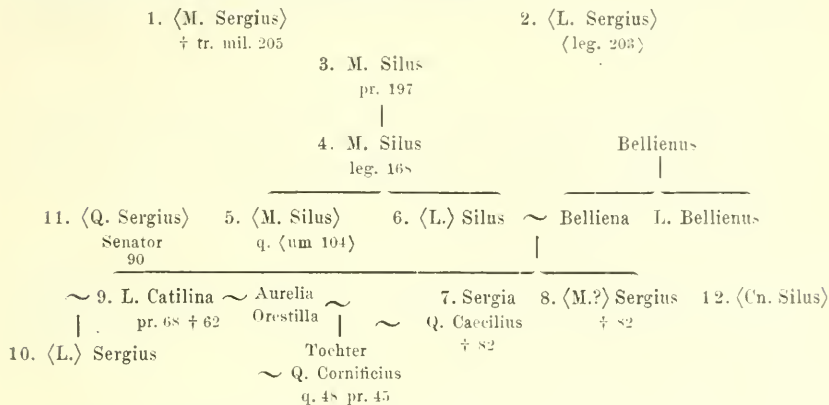 1. ⟨M. Sergius⟩ 2. ⟨L. Sergius⟩
† tr. mil. 205 ⟨leg. 203⟩
3. M. Silus
pr. 197
4. M. Silus Bellienus
leg. 168
11. ⟨Q. Sergius⟩ 5. ⟨M. Silus⟩ 6. ⟨L.⟩ Silus ~ Belliena L. Bellienus
Senator q. ⟨um 104⟩
90
~ 9. L. Catilina ~ Aurelia ~ 7. Sergia 8. ⟨M.?⟩ Sergius 12. ⟨Cn. Silus⟩
pr. 68 † 62 Orestilla ~ Q. Caecilius † 82
10. ⟨L.⟩ Sergius Tochter † 82
~ Q. Cornificius
q. 48 pr. 45